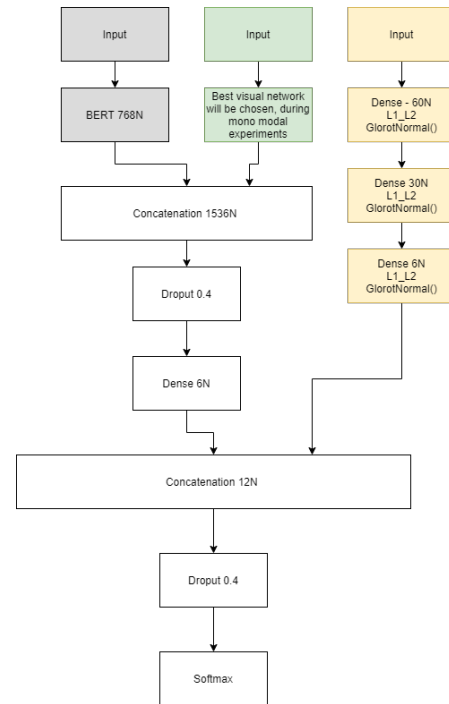 Input
Input
Input
BERT 768N
Best visual network
will be chosen, during
mono modal
experiments
Dense - 60N
L1_L2
GlorotNormal()
Dense 30N
L1_L2
GlorotNormal()
Concatenation 1536N
Dense 6N
L1_L2
GlorotNormal()
Droput 0.4
Dense 6N
Concatenation 12N
Droput 0.4
Softmax